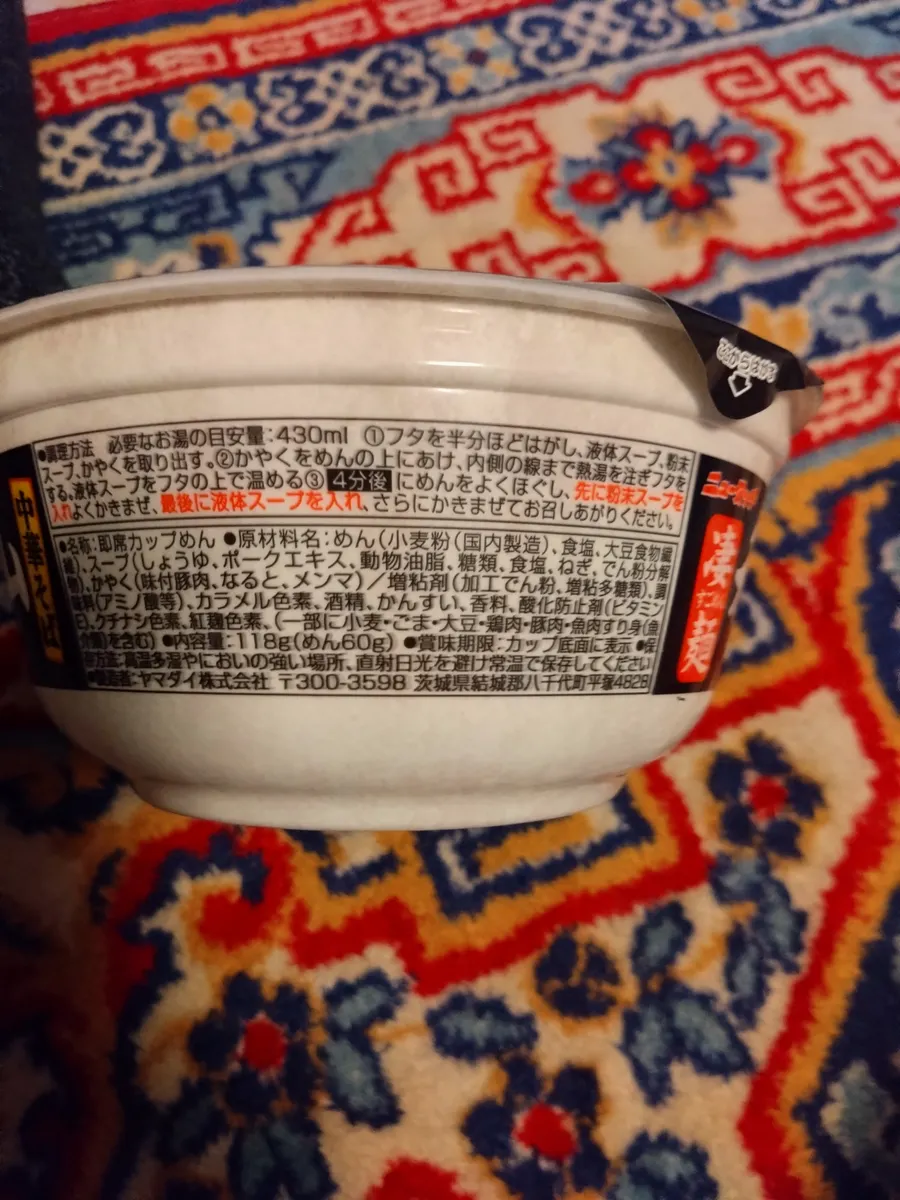 ここからはがす
●調理方法 必要なお湯の目安量:430ml ①フタを半分ほどはがし、液体スープ、粉末
スープ、かやくを取り出す。②かやくをめんの上にあけ、内側の線まで熱湯を注ぎフタを
する。液体スープをフタの上で温める③ 4分後 にめんをよくほぐし、先に粉末スープを
入れよくかきまぜ、最後に液体スープを入れ、さらにかきまぜてお召しあがりください。
●名称:即席カップめん ●原材料名:めん(小麦粉(国内製造)、食塩、大豆食物繊
維)、スープ(しょうゆ、ポークエキス、動物油脂、糖類、食塩、ねぎ、でん粉分解
物)、かやく(味付豚肉、なると、メンマ)/増粘剤(加工でん粉、増粘多糖類)、調
味料(アミノ酸等)、カラメル色素、酒精、かんすい、香料、酸化防止剤(ビタミン
E)、クチナシ色素、紅麹色素、(一部に小麦・ごま・大豆・鶏肉・豚肉・魚肉すり身(魚
介類)を含む) ●内容量:118g(めん60g) ●賞味期限:カップ底面に表示 ●保
存方法:高温多湿やにおいの強い場所、直射日光を避け常温で保存してください
●製造者:ヤマダイ株式会社 〒300-3598 茨城県結城郡八千代町平塚4828
中華そば
ニュータッチ
凄麺
すごめん